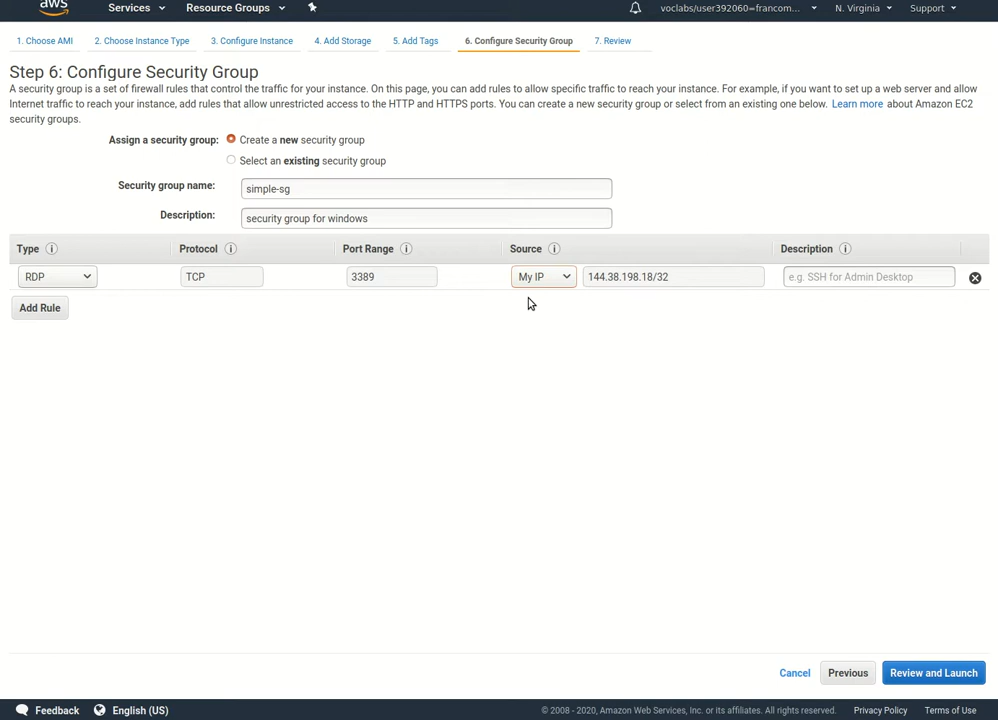 aws
Services Resource Groups voclabs/user392060=francom... N. Virginia Support
1. Choose AMI 2. Choose Instance Type 3. Configure Instance 4. Add Storage 5. Add Tags 6. Configure Security Group 7. Review
Step 6: Configure Security Group
A security group is a set of firewall rules that control the traffic for your instance. On this page, you can add rules to allow specific traffic to reach your instance. For example, if you want to set up a web server and allow
Internet traffic to reach your instance, add rules that allow unrestricted access to the HTTP and HTTPS ports. You can create a new security group or select from an existing one below. Learn more about Amazon EC2
security groups.
Assign a security group: Create a new security group
Select an existing security group
Security group name: simple-sg
Description: security group for windows
Type i Protocol i Port Range i Source i Description i
RDP TCP 3389 My IP 144.38.198.18/32 e.g. SSH for Admin Desktop
Add Rule
Cancel Previous Review and Launch
Feedback English (US) © 2008 - 2020, Amazon Web Services, Inc. or its affiliates. All rights reserved. Privacy Policy Terms of Use